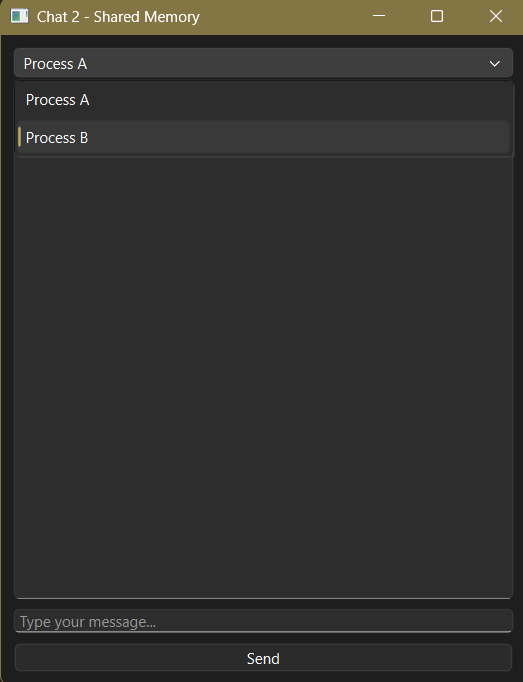 Chat 2 - Shared Memory
Process A
Process A
Process B
Type your message...
Send